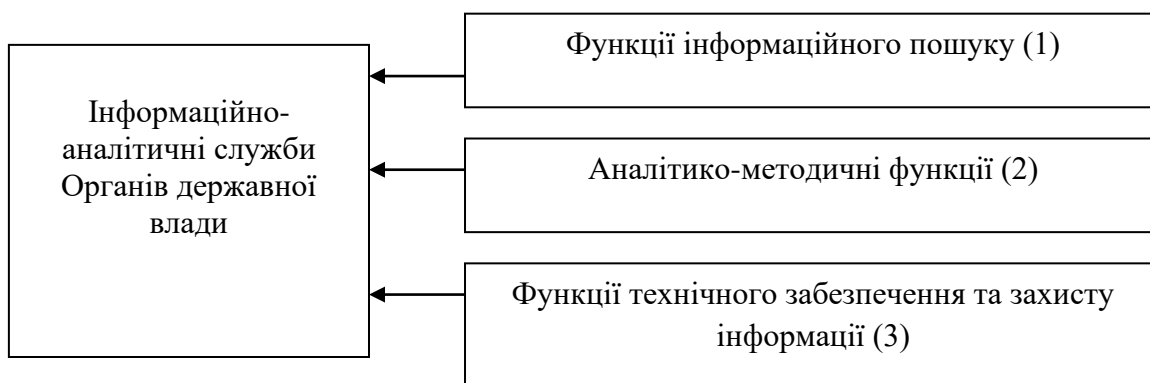 Інформаційно-
аналітичні служби
Органів державної
влади
Функції інформаційного пошуку (1)
Аналітико-методичні функції (2)
Функції технічного забезпечення та захисту
інформації (3)